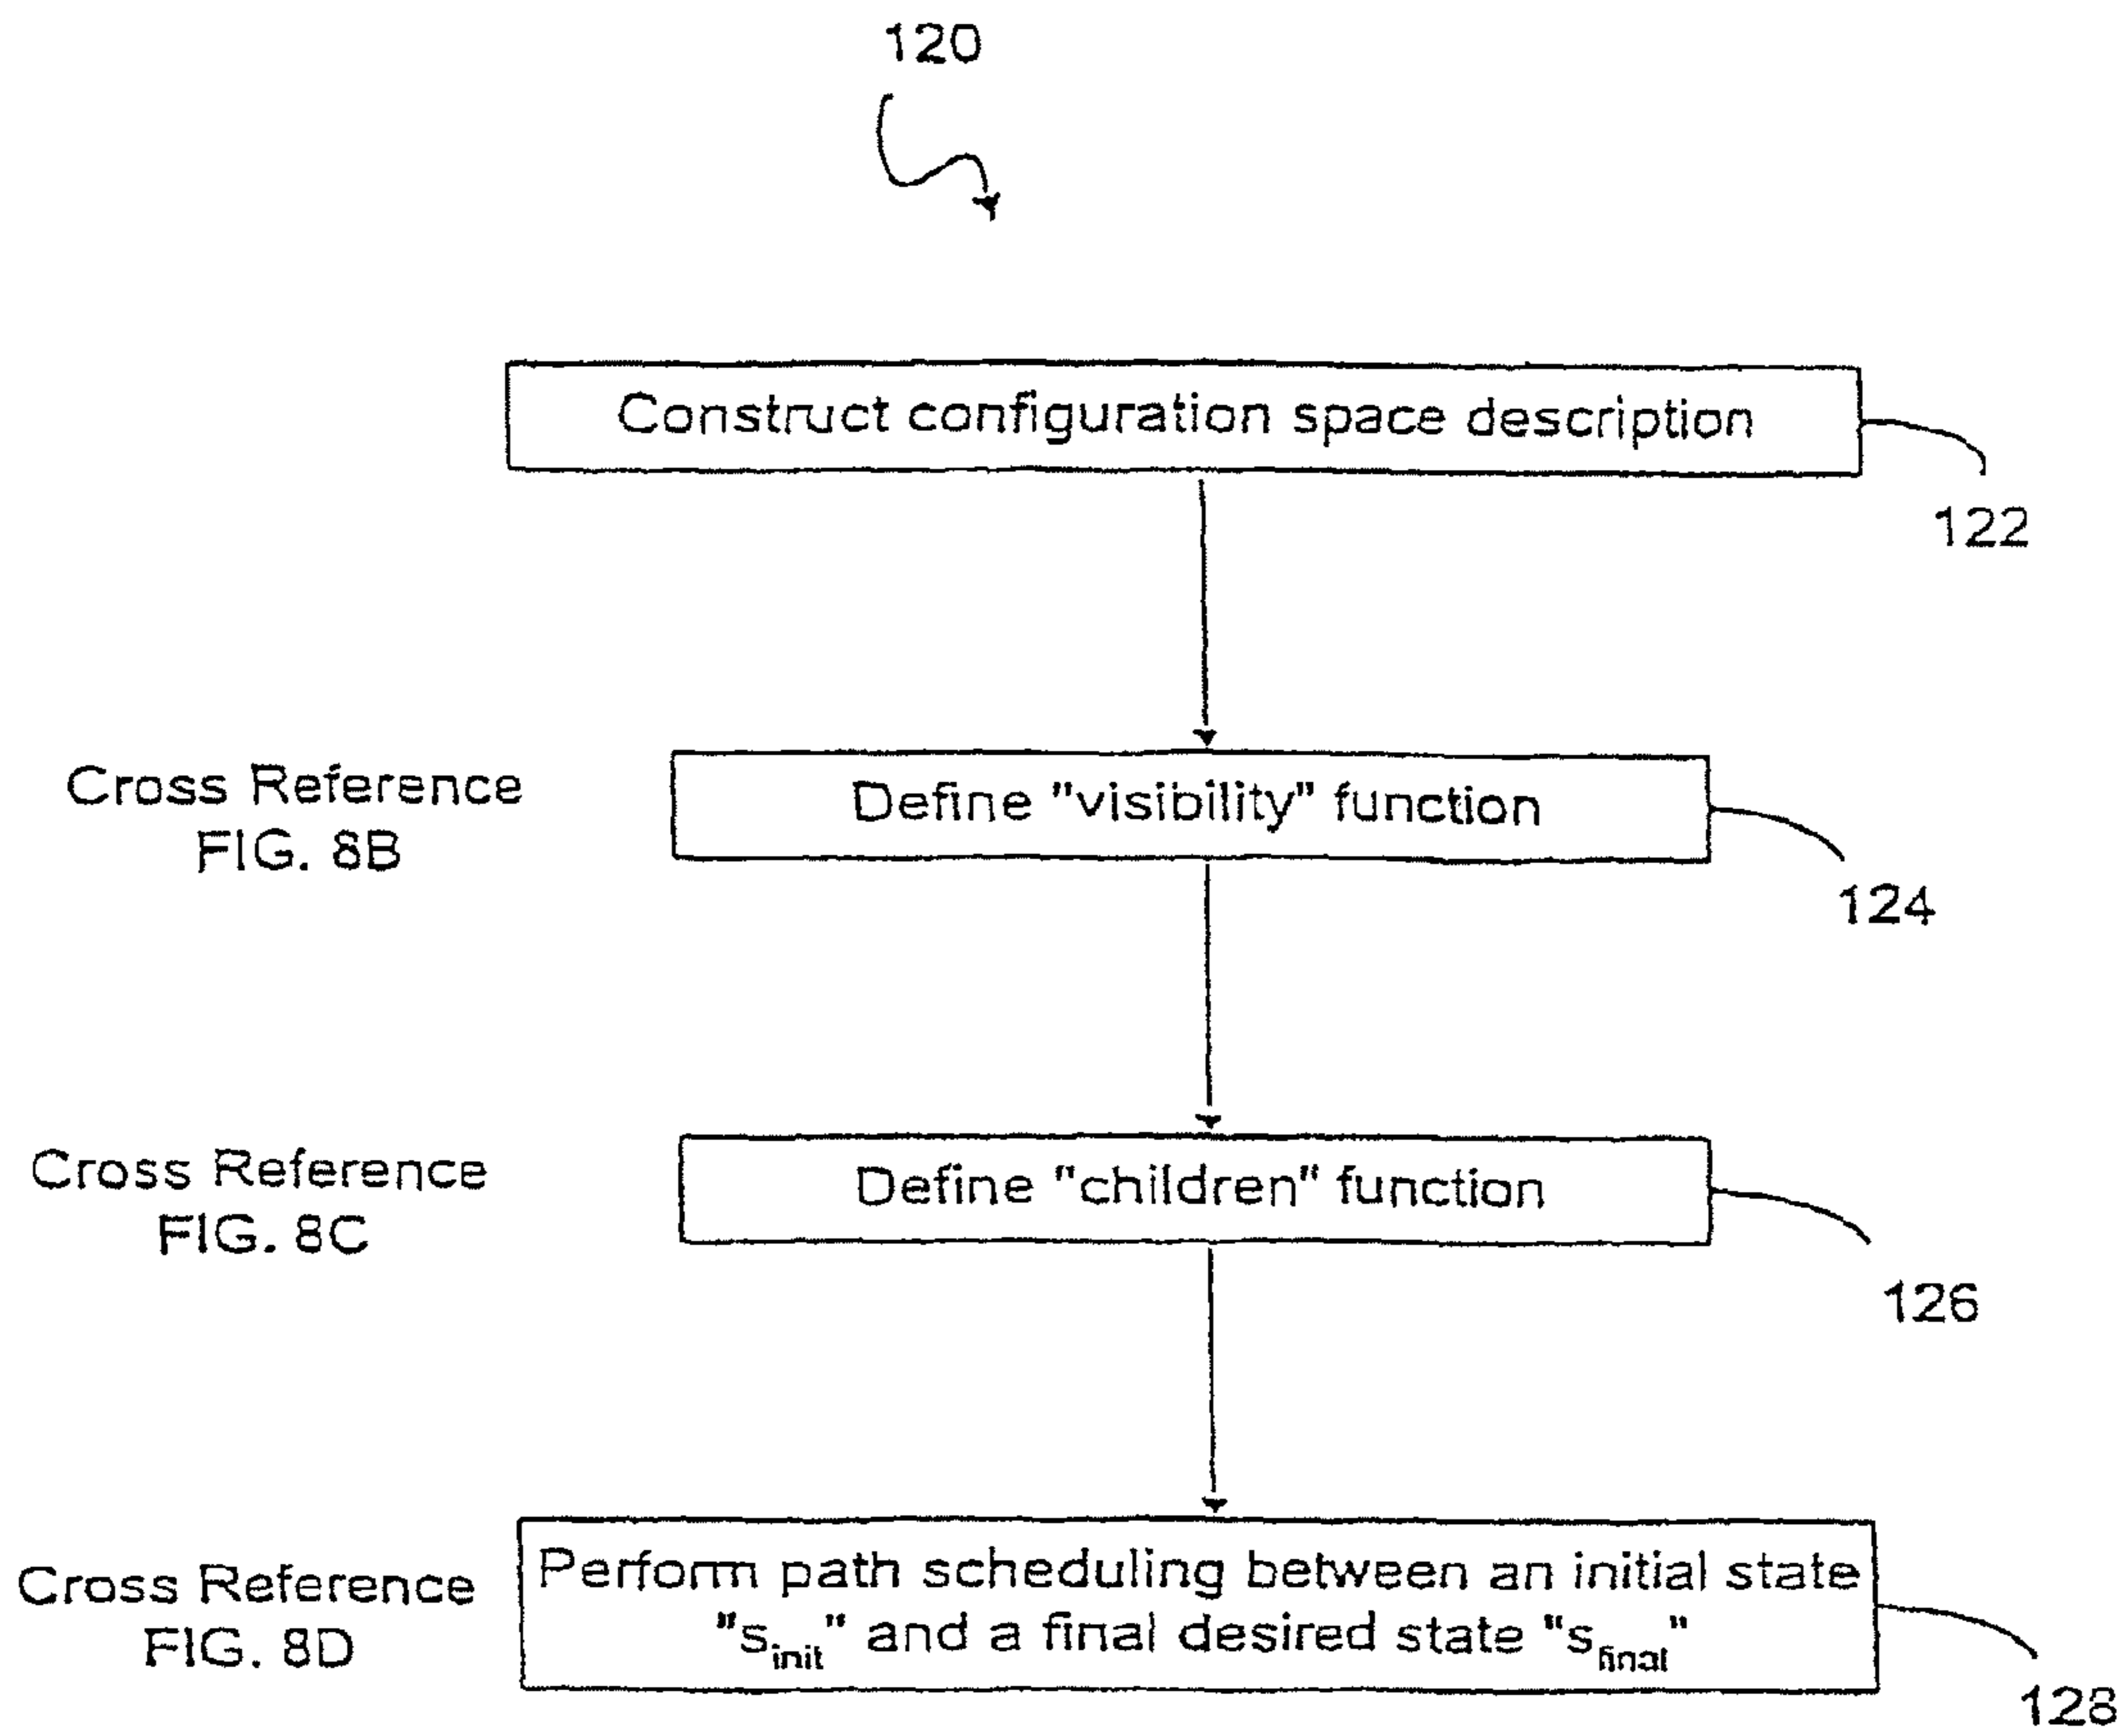 120
Construct configuration space description
122
Cross Reference
FIG. 8B
Define "visibility" function
124
Cross Reference
FIG. 8C
Define "children" function
126
Cross Reference
FIG. 8D
Perform path scheduling between an initial state
"s_init" and a final desired state "s_final"
128